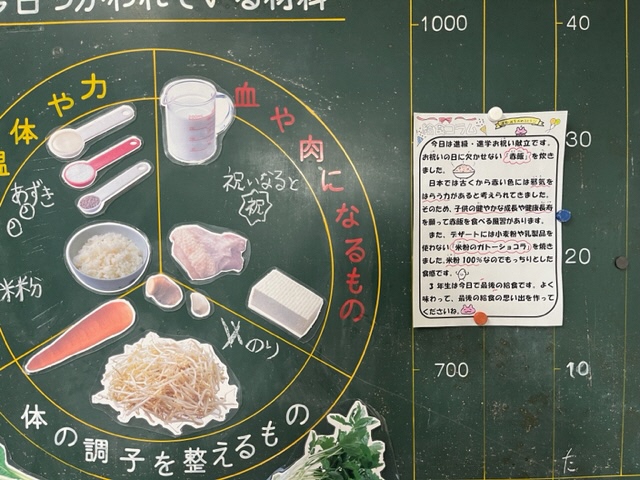 今日つかわれている材料
体や力
血や肉になるもの
体の調子を整えるもの
あずき
米粉
祝いなると
祝
のり
1000
700
40
30
20
10
た
今日は進級・進学お祝い献立です。
お祝いの日に欠かせない「赤飯」を炊き
ました。
日本では古くから赤い色には邪気を
はらう力があると考えられてきました。
そのため、子供の健やかな成長や健康長寿
を願って赤飯を食べる風習があります。
また、デザートには小麦粉や乳製品を
使わない「米粉のガトーショコラ」を焼き
ました。米粉100%なのでもっちりとした
食感です。
3年生は今日で最後の給食です。よく
味わって、最後の給食の思い出を作って
くださいね。